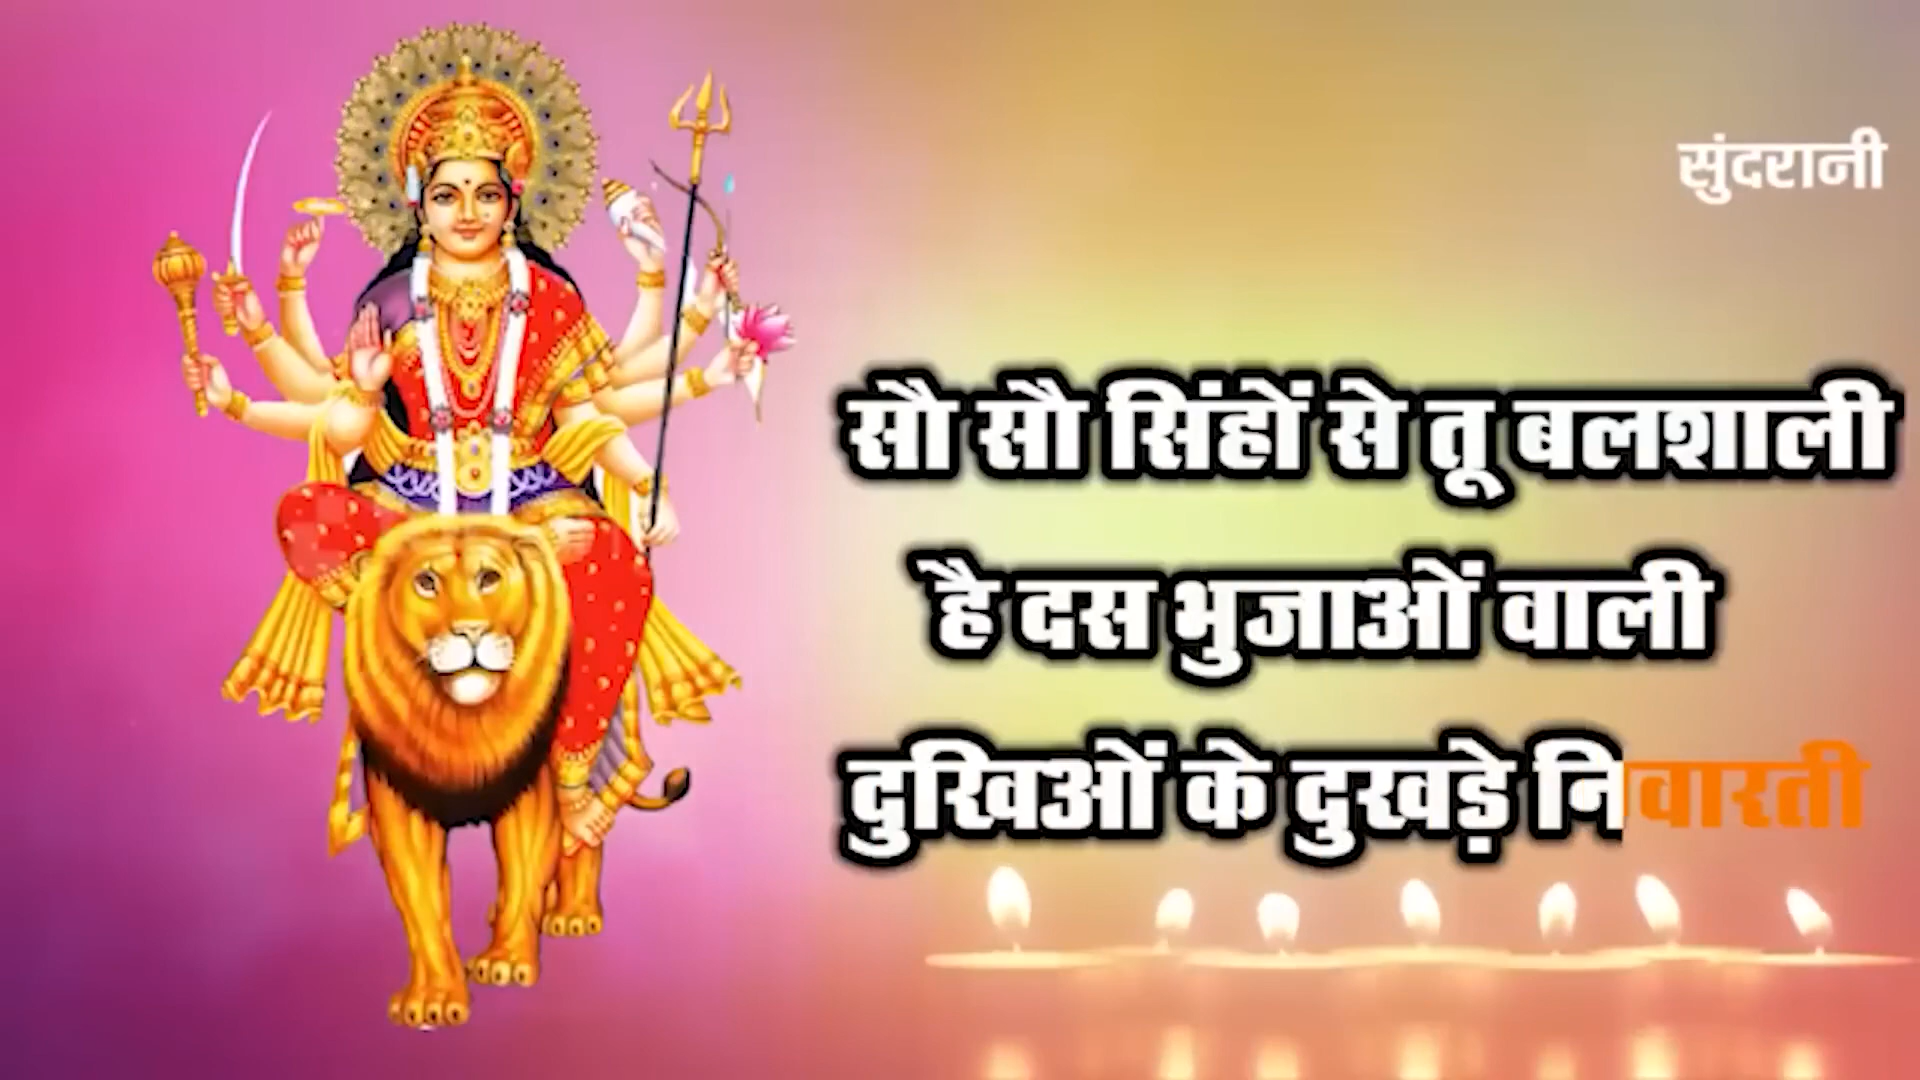 सुंदरानी
सौ सौ सिंहों से तू बलशाली
है दस भुजाओं वाली
दुखिओं के दुखड़े निवारती